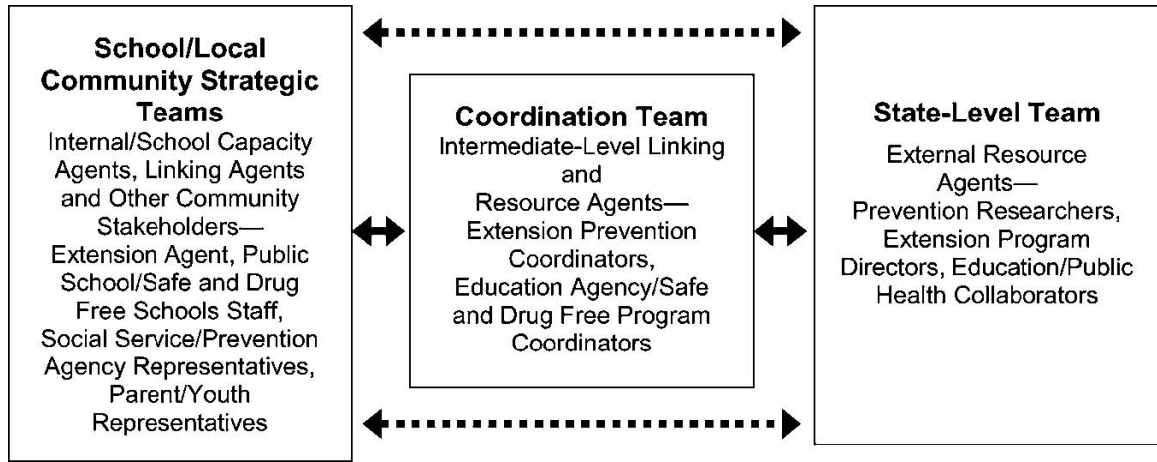 School/Local
Community Strategic
Teams
Internal/School Capacity
Agents, Linking Agents
and Other Community
Stakeholders—
Extension Agent, Public
School/Safe and Drug
Free Schools Staff,
Social Service/Prevention
Agency Representatives,
Parent/Youth
Representatives
Coordination Team
Intermediate-Level Linking
and
Resource Agents—
Extension Prevention
Coordinators,
Education Agency/Safe
and Drug Free Program
Coordinators
State-Level Team
External Resource
Agents—
Prevention Researchers,
Extension Program
Directors, Education/Public
Health Collaborators